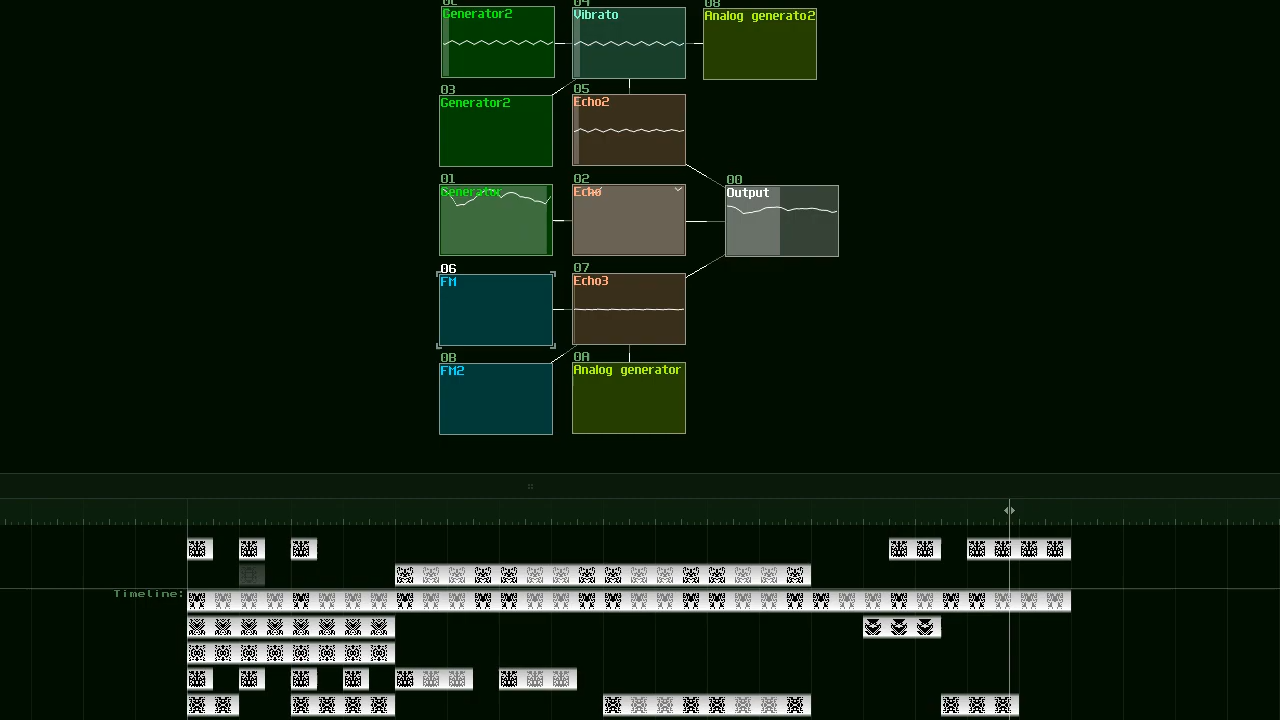 0C 04 08
Generator2 Vibrato Analog generato2
03 05
Generator2 Echo2
01 02 00
Generator Echo Output
06 07
FM Echo3
0B 0A
FM2 Analog generator
Timeline: